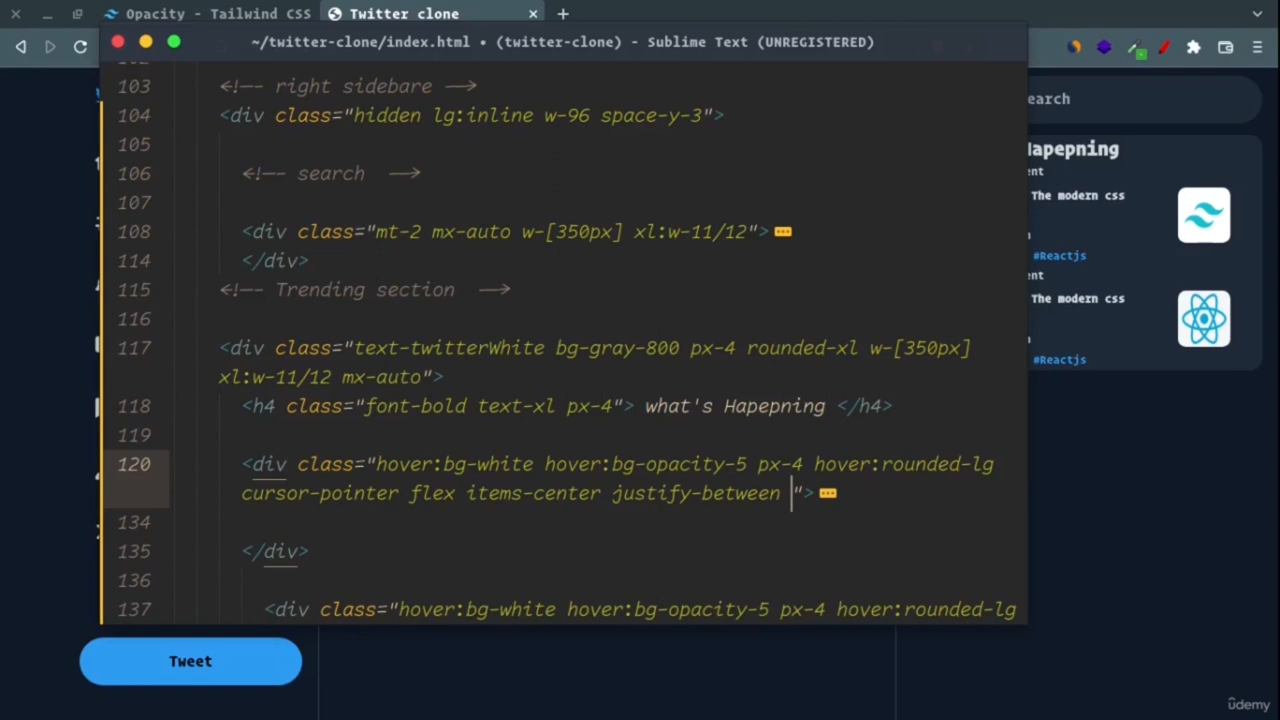 Opacity - Tailwind CSS
Twitter clone
~/twitter-clone/index.html • (twitter-clone) - Sublime Text (UNREGISTERED)
103 <!-- right sidebare -->
104 <div class="hidden lg:inline w-96 space-y-3">
105
106 <!-- search -->
107
108 <div class="mt-2 mx-auto w-[350px] xl:w-11/12">
114 </div>
115 <!-- Trending section -->
116
117 <div class="text-twitterWhite bg-gray-800 px-4 rounded-xl w-[350px]
xl:w-11/12 mx-auto">
118 <h4 class="font-bold text-xl px-4"> what's Hapepning </h4>
119
120 <div class="hover:bg-white hover:bg-opacity-5 px-4 hover:rounded-lg
cursor-pointer flex items-center justify-between ">
134
135 </div>
136
137 <div class="hover:bg-white hover:bg-opacity-5 px-4 hover:rounded-lg
earch
Hapepning
ent
The modern css
#Reactjs
ent
The modern css
#Reactjs
Tweet
ûdemy